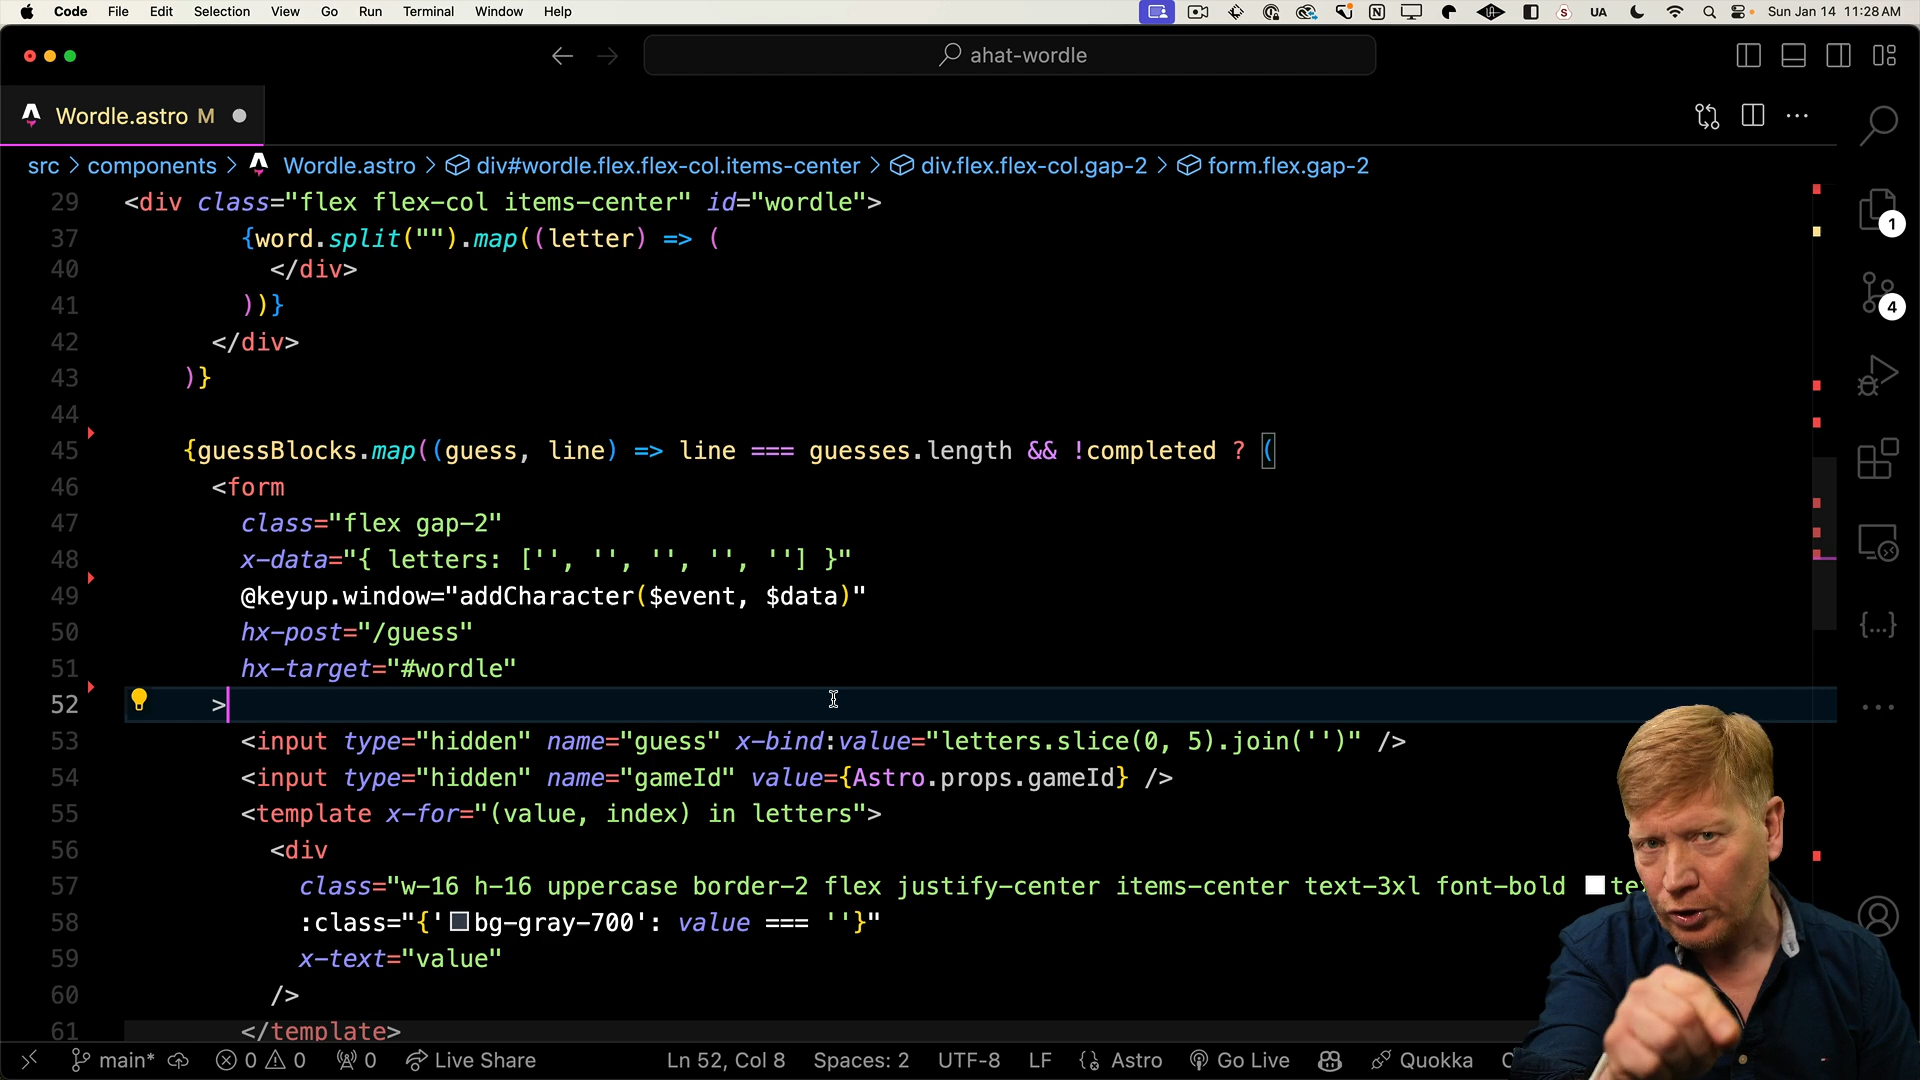 Code File Edit Selection View Go Run Terminal Window Help UA Sun Jan 14 11:28 AM
ahat-wordle
Wordle.astro M
src > components > Wordle.astro > div#wordle.flex.flex-col.items-center > div.flex.flex-col.gap-2 > form.flex.gap-2
29 <div class="flex flex-col items-center" id="wordle">
37 {word.split("").map((letter) => (
40 </div>
41 ))}
42 </div>
43 )}
44
45 {guessBlocks.map((guess, line) => line === guesses.length && !completed ? (
46 <form
47 class="flex gap-2"
48 x-data="{ letters: ['', '', '', '', ''] }"
49 @keyup.window="addCharacter($event, $data)"
50 hx-post="/guess"
51 hx-target="#wordle"
52 >
53 <input type="hidden" name="guess" x-bind:value="letters.slice(0, 5).join('')" />
54 <input type="hidden" name="gameId" value={Astro.props.gameId} />
55 <template x-for="(value, index) in letters">
56 <div
57 class="w-16 h-16 uppercase border-2 flex justify-center items-center text-3xl font-bold
58 :class="{'bg-gray-700': value === ''}"
59 x-text="value"
60 />
61 </template>
1
4
main* 0 0 0 Live Share Ln 52, Col 8 Spaces: 2 UTF-8 LF Astro Go Live Quokka